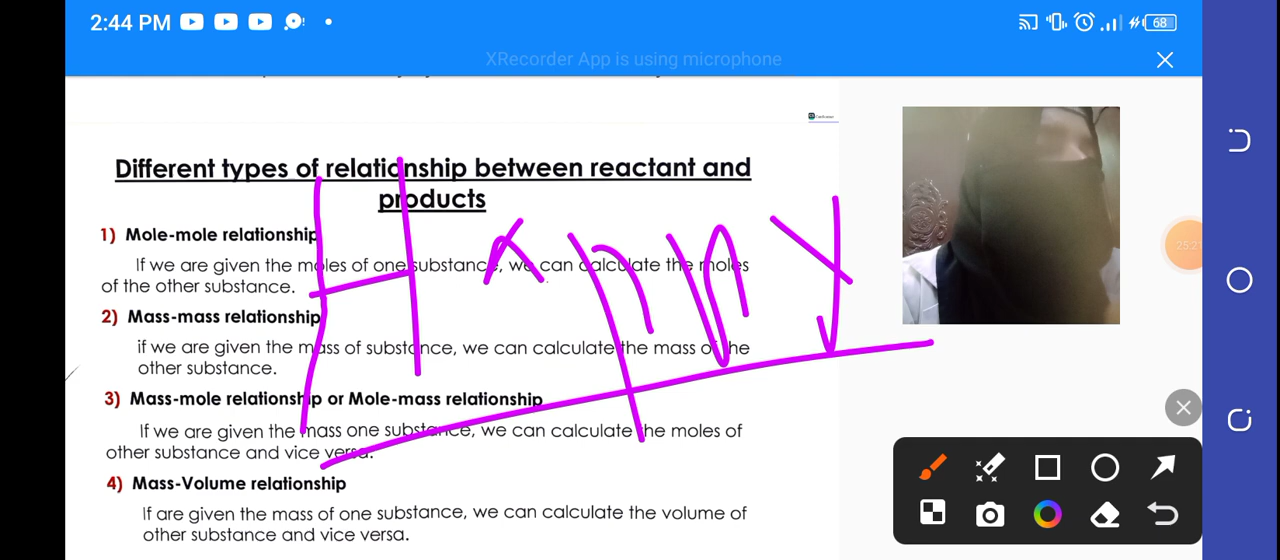 2:44 PM
68
XRecorder App is using microphone
Different types of relationship between reactant and
products
1) Mole-mole relationship
If we are given the moles of one substance, we can calculate the moles
of the other substance.
2) Mass-mass relationship
if we are given the mass of substance, we can calculate the mass of the
other substance.
3) Mass-mole relationship or Mole-mass relationship
If we are given the mass one substance, we can calculate the moles of
other substance and vice versa.
4) Mass-Volume relationship
If are given the mass of one substance, we can calculate the volume of
other substance and vice versa.
Happy